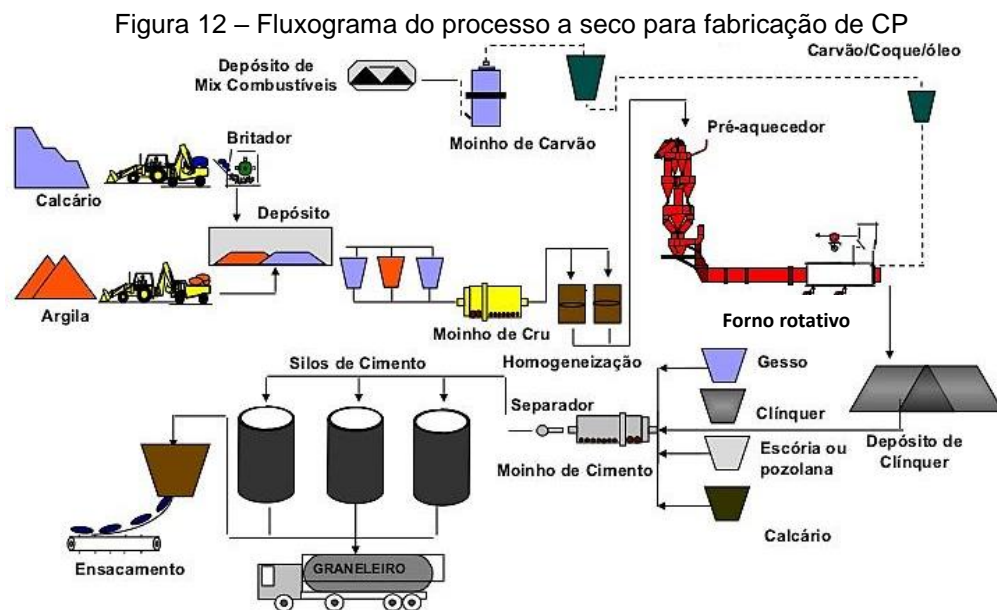 Figura 12 – Fluxograma do processo a seco para fabricação de CP
Carvão/Coque/óleo
Depósito de
Mix Combustíveis
Moinho de Carvão
Pré-aquecedor
Britador
Calcário
Depósito
Argila
Moinho de Cru
Homogeneização
Forno rotativo
Silos de Cimento
Separador
Moinho de Cimento
Gesso
Clínquer
Escória ou
pozolana
Calcário
Depósito de
Clínquer
Ensacamento
GRANELEIRO